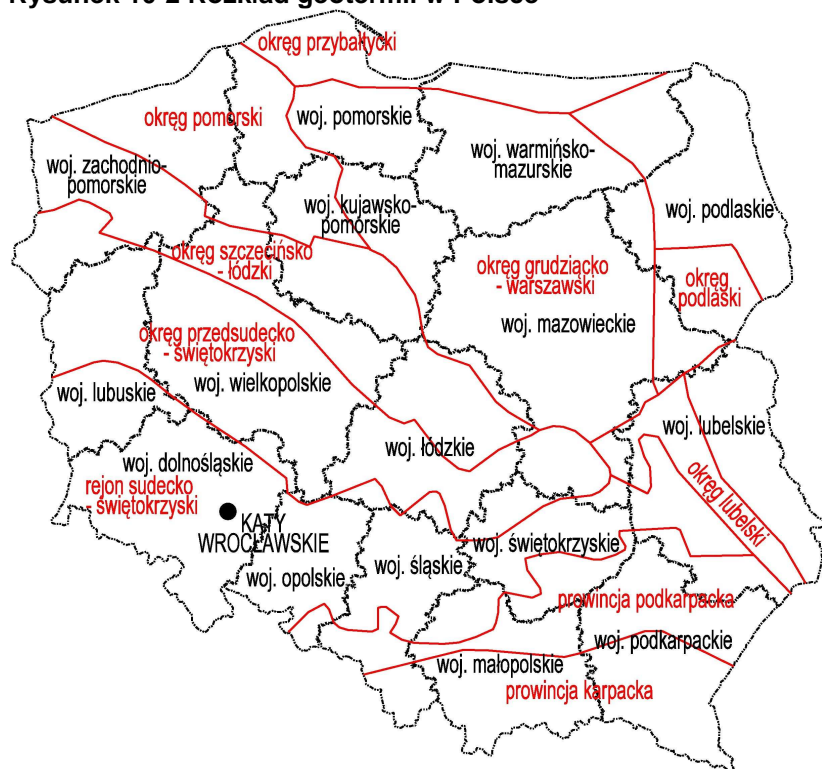 Rysunek 10-2 Rozkład geotermii w Polsce
okręg przybałtycki
okręg pomorski
woj. pomorskie
woj. zachodnio-
pomorskie
woj. warmińsko-
mazurskie
woj. kujawsko-
pomórskie
woj. podlaskie
okręg szczecińsko
- łódzki
okręg grudziącko
- warszawski
okręg
podlaski
woj. mazowieckie
okręg przedsudecko
- świętokrzyski
woj. wielkopolskie
woj. lubuskie
woj. lubelskie
woj. łódzkie
woj. dolnośląskie
rejon sudecko
- świętokrzyski
okręg lubelski
KĄTY
WROCŁAWSKIE
woj. opolskie
woj. śląskie
woj. świętokrzyskie
prowincja podkarpacka
woj. podkarpackie
woj. małopolskie
prowincja karpacka